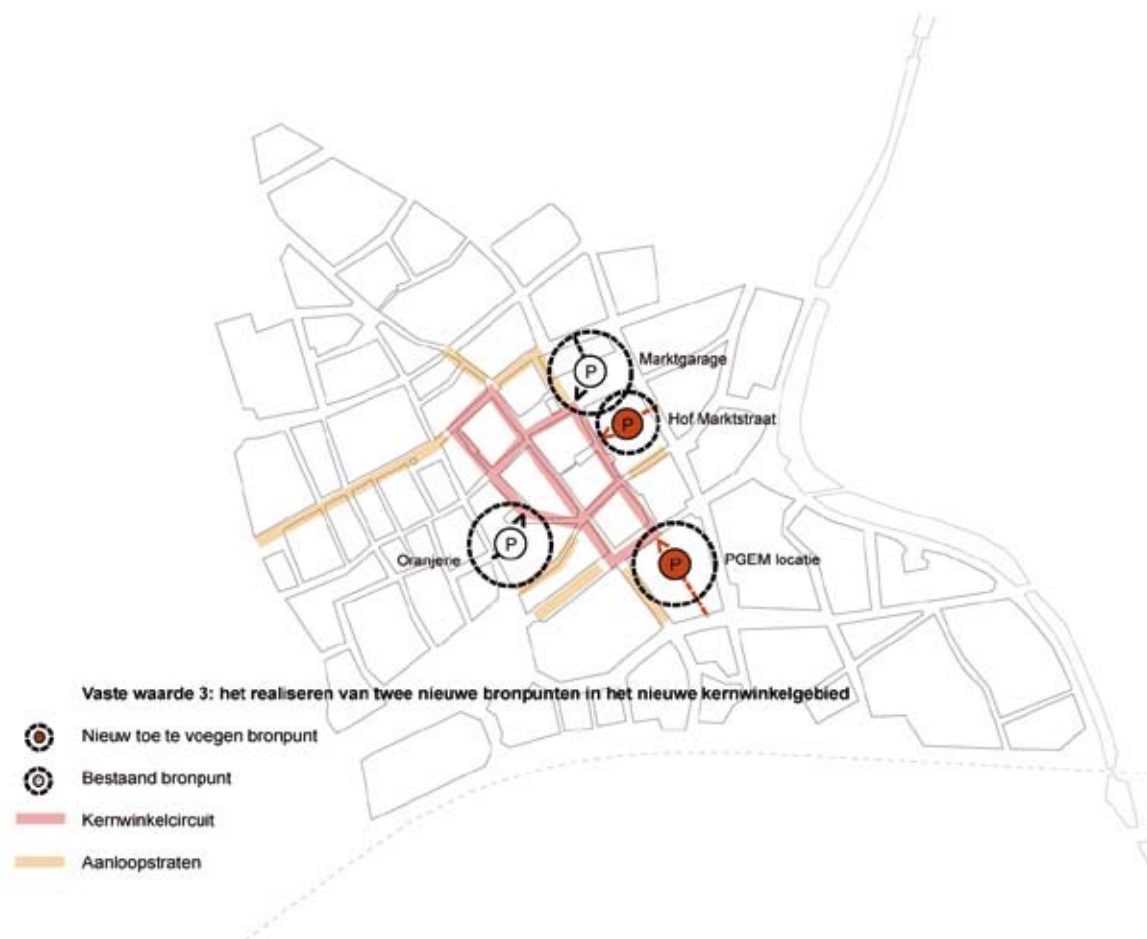 P
Marktgarage
P
Hof Marktstraat
Oranjerie
P
P
PGEM locatie
Vaste waarde 3: het realiseren van twee nieuwe bronpunten in het nieuwe kernwinkelgebied
Nieuw toe te voegen bronpunt
Bestaand bronpunt
Kernwinkelcircuit
Aanloopstraten